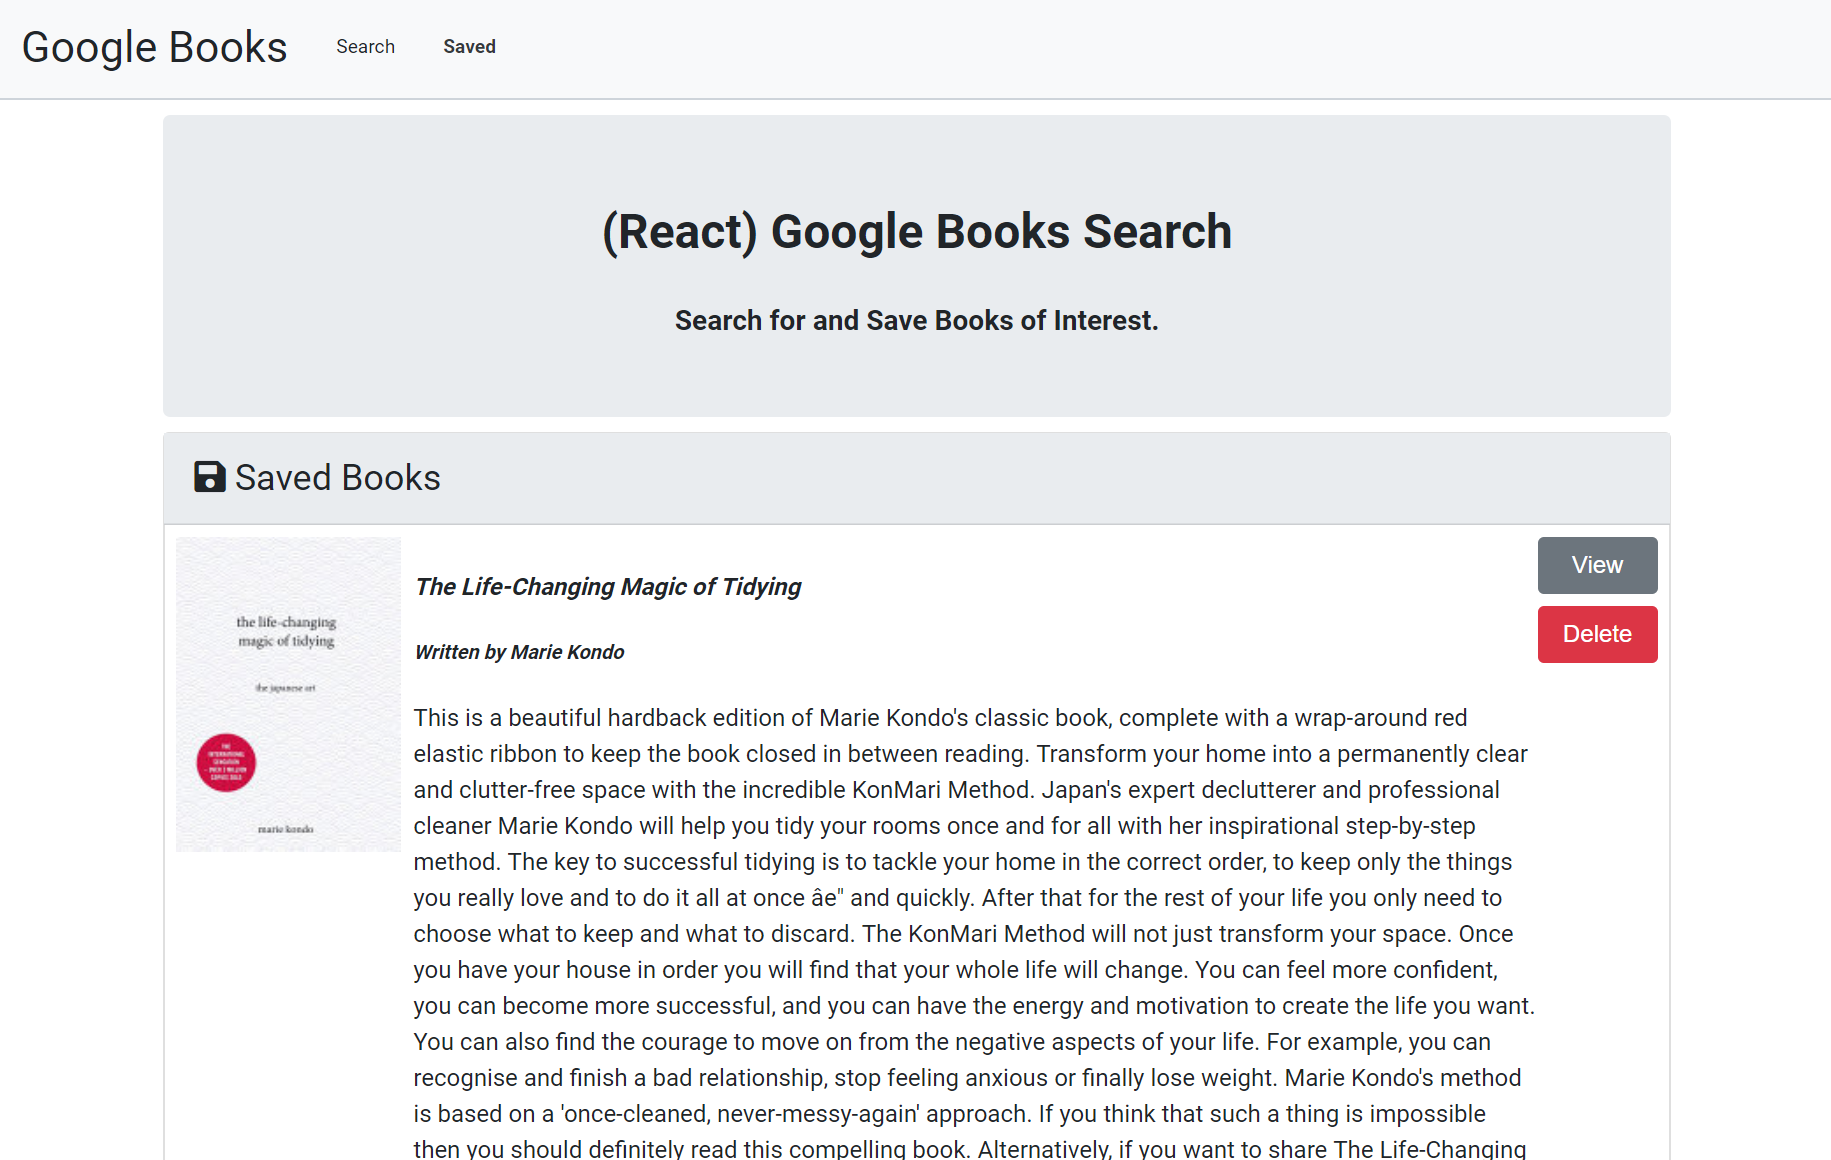 Google Books Search Saved
(React) Google Books Search
Search for and Save Books of Interest.
Saved Books
the life-changing
magic of tidying
the japanese art
THE
INTERNATIONAL
SENSATION
marie kondo
The Life-Changing Magic of Tidying
Written by Marie Kondo
View
Delete
This is a beautiful hardback edition of Marie Kondo's classic book, complete with a wrap-around red
elastic ribbon to keep the book closed in between reading. Transform your home into a permanently clear
and clutter-free space with the incredible KonMari Method. Japan's expert declutterer and professional
cleaner Marie Kondo will help you tidy your rooms once and for all with her inspirational step-by-step
method. The key to successful tidying is to tackle your home in the correct order, to keep only the things
you really love and to do it all at once âe" and quickly. After that for the rest of your life you only need to
choose what to keep and what to discard. The KonMari Method will not just transform your space. Once
you have your house in order you will find that your whole life will change. You can feel more confident,
you can become more successful, and you can have the energy and motivation to create the life you want.
You can also find the courage to move on from the negative aspects of your life. For example, you can
recognise and finish a bad relationship, stop feeling anxious or finally lose weight. Marie Kondo's method
is based on a 'once-cleaned, never-messy-again' approach. If you think that such a thing is impossible
then you should definitely read this compelling book. Alternatively, if you want to share The Life-Changing